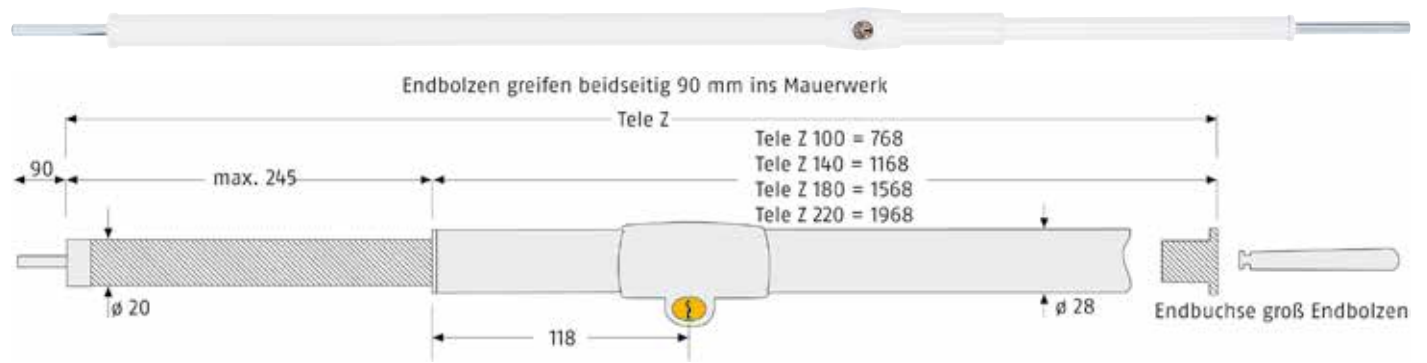 Endbolzen greifen beidseitig 90 mm ins Mauerwerk
Tele Z
Tele Z 100 = 768
Tele Z 140 = 1168
Tele Z 180 = 1568
Tele Z 220 = 1968
90
max. 245
ø 20
118
ø 28
Endbuchse groß Endbolzen